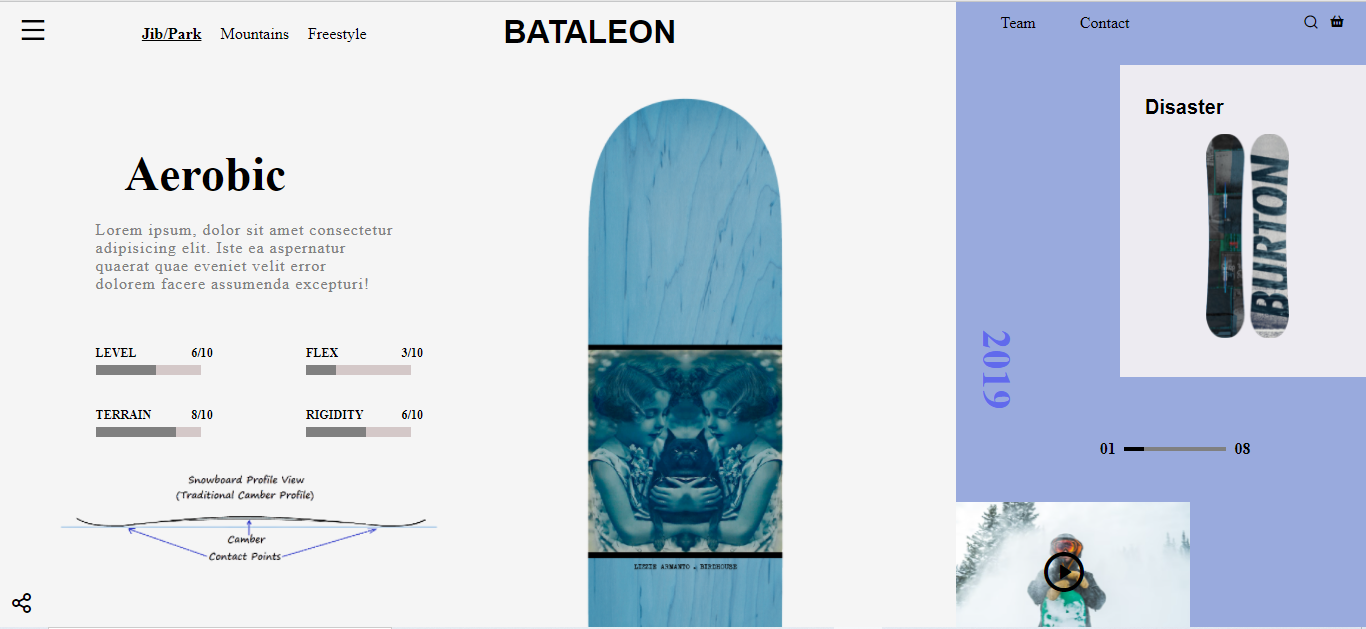 Jib/Park Mountains Freestyle
BATALEON
Team Contact
Disaster
BURTON
Aerobic
Lorem ipsum, dolor sit amet consectetur
adipisicing elit. Iste ea aspernatur
quaerat quae eveniet velit error
dolorem facere assumenda excepturi!
LEVEL 6/10
FLEX 3/10
TERRAIN 8/10
RIGIDITY 6/10
Snowboard Profile View
(Traditional Camber Profile)
Camber
Contact Points
LIZZIE ARMANTO . BIRDHOUSE
2019
01 08